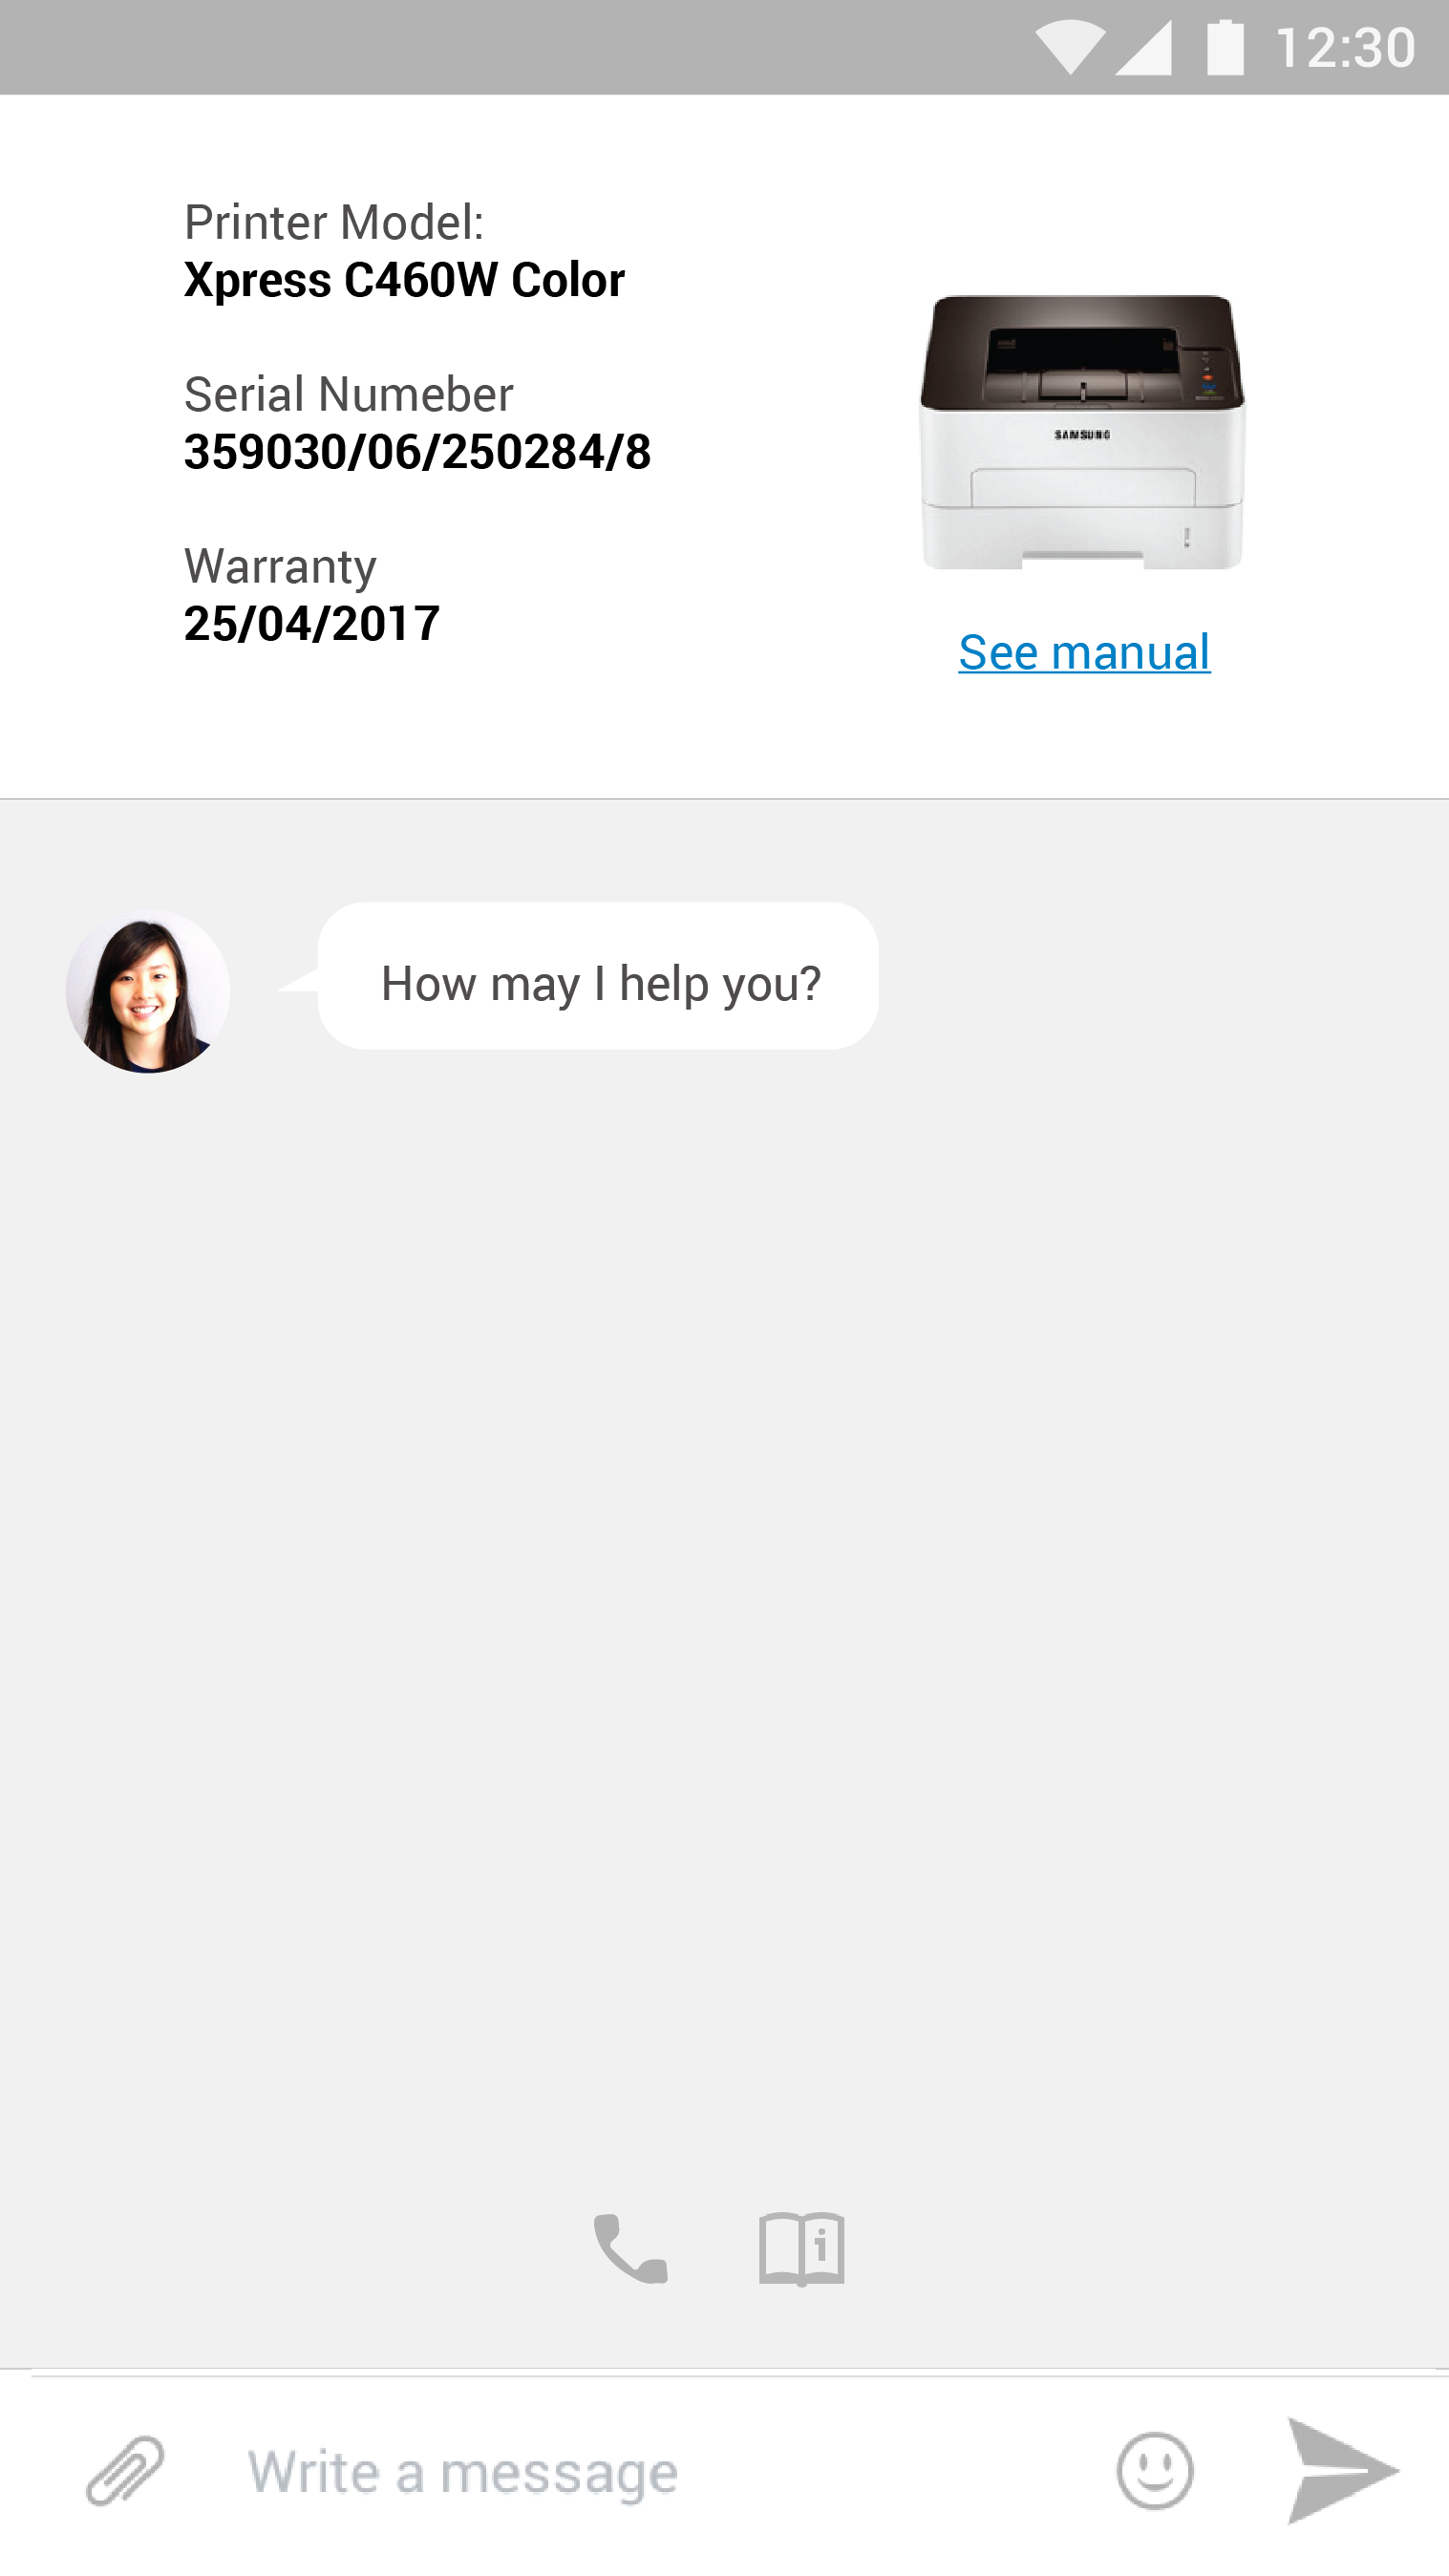 12:30
Printer Model:
Xpress C460W Color
Serial Numeber
359030/06/250284/8
Warranty
25/04/2017
SAMSUNG
See manual
How may I help you?
Write a message